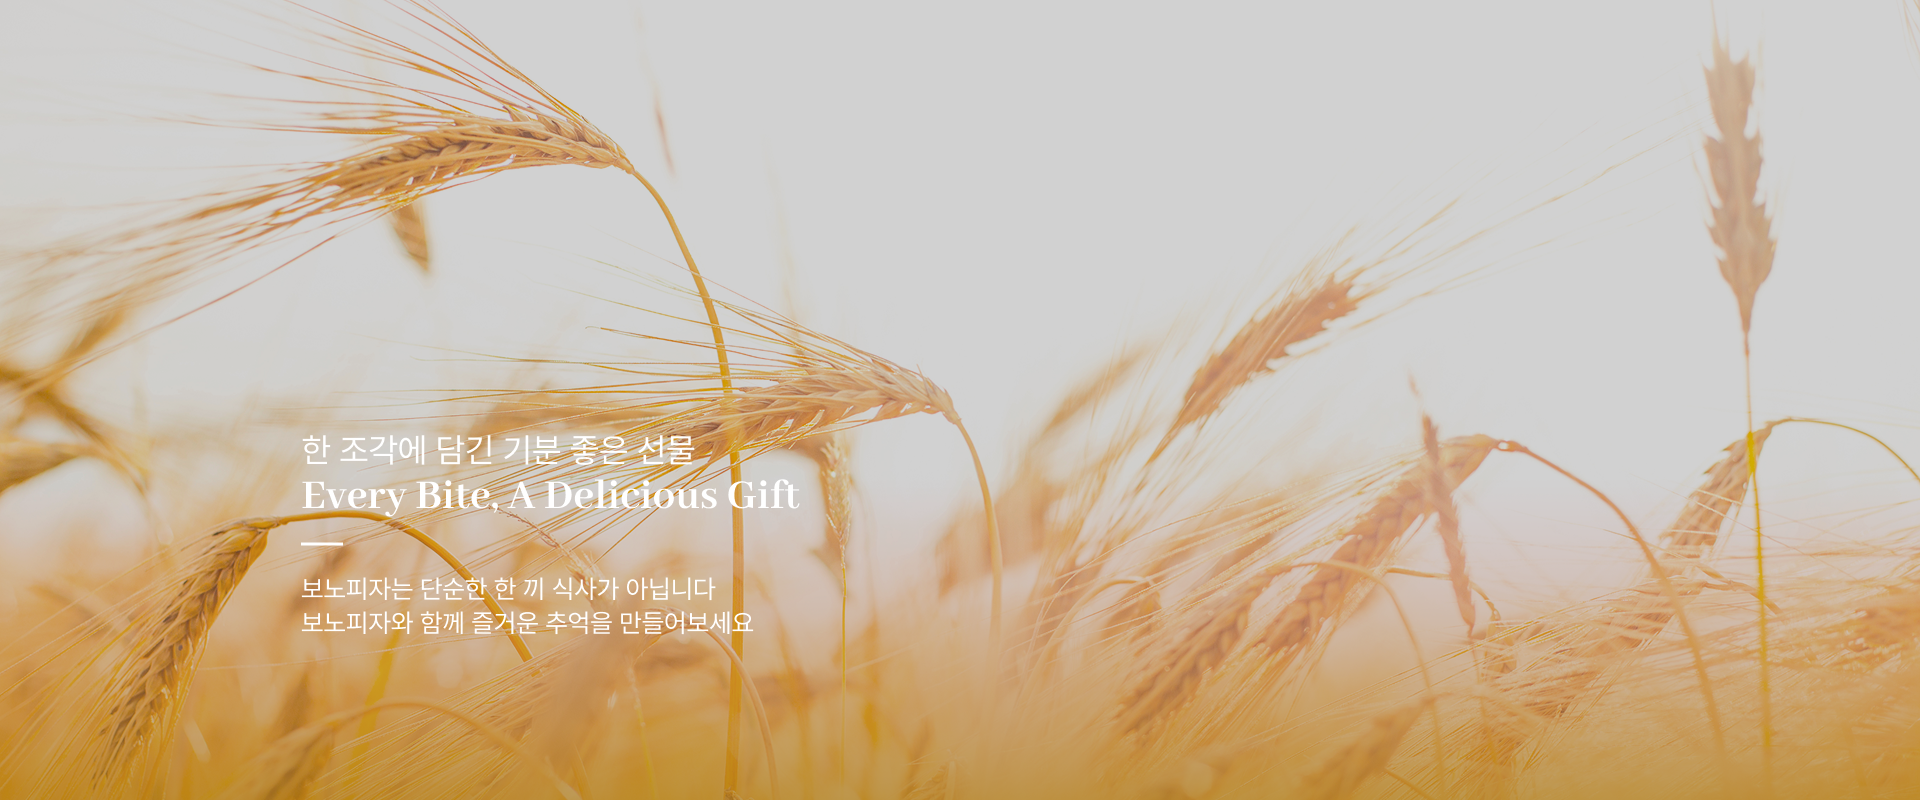 한 조각에 담긴 기분 좋은 선물
Every Bite, A Delicious Gift
보노피자는 단순한 한 끼 식사가 아닙니다
보노피자와 함께 즐거운 추억을 만들어보세요